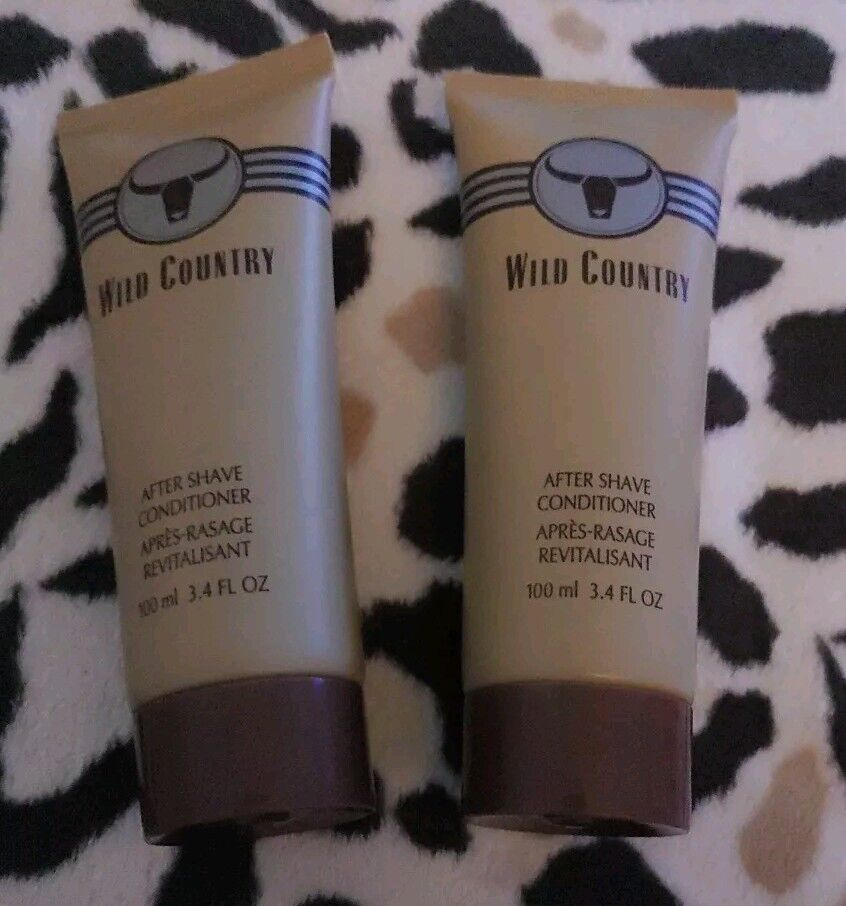 WILD COUNTRY
AFTER SHAVE
CONDITIONER
APRÈS-RASAGE
REVITALISANT
100 ml 3.4 FL OZ
WILD COUNTRY
AFTER SHAVE
CONDITIONER
APRÈS-RASAGE
REVITALISANT
100 ml 3.4 FL OZ